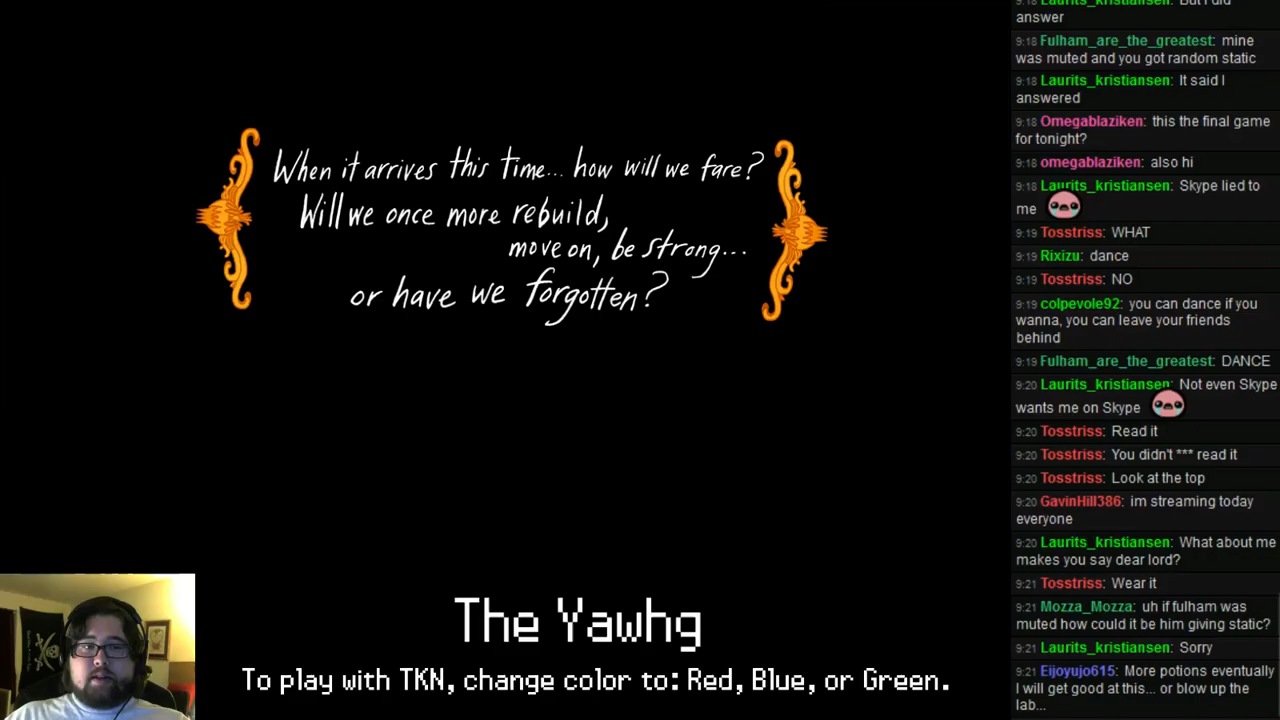 When it arrives this time... how will we fare?
Will we once more rebuild,
move on, be strong...
or have we forgotten?
The Yawhg
To play with TKN, change color to: Red, Blue, or Green.
answer
9:18 Fulham_are_the_greatest: mine
was muted and you got random static
9:18 Laurits_kristiansen: It said I
answered
9:18 Omegablaziken: this the final game
for tonight?
9:18 omegablaziken: also hi
9:18 Laurits_kristiansen: Skype lied to
me
9:19 Tosstriss: WHAT
9:19 Rixizu: dance
9:19 Tosstriss: NO
9:19 colpevole92: you can dance if you
wanna, you can leave your friends
behind
9:19 Fulham_are_the_greatest: DANCE
9:20 Laurits_kristiansen: Not even Skype
wants me on Skype
9:20 Tosstriss: Read it
9:20 Tosstriss: You didn't *** read it
9:20 Tosstriss: Look at the top
9:20 GavinHill386: im streaming today
everyone
9:20 Laurits_kristiansen: What about me
makes you say dear lord?
9:21 Tosstriss: Wear it
9:21 Mozza_Mozza: uh if fulham was
muted how could it be him giving static?
9:21 Laurits_kristiansen: Sorry
9:21 Eijoyujo615: More potions eventually
I will get good at this... or blow up the
lab...